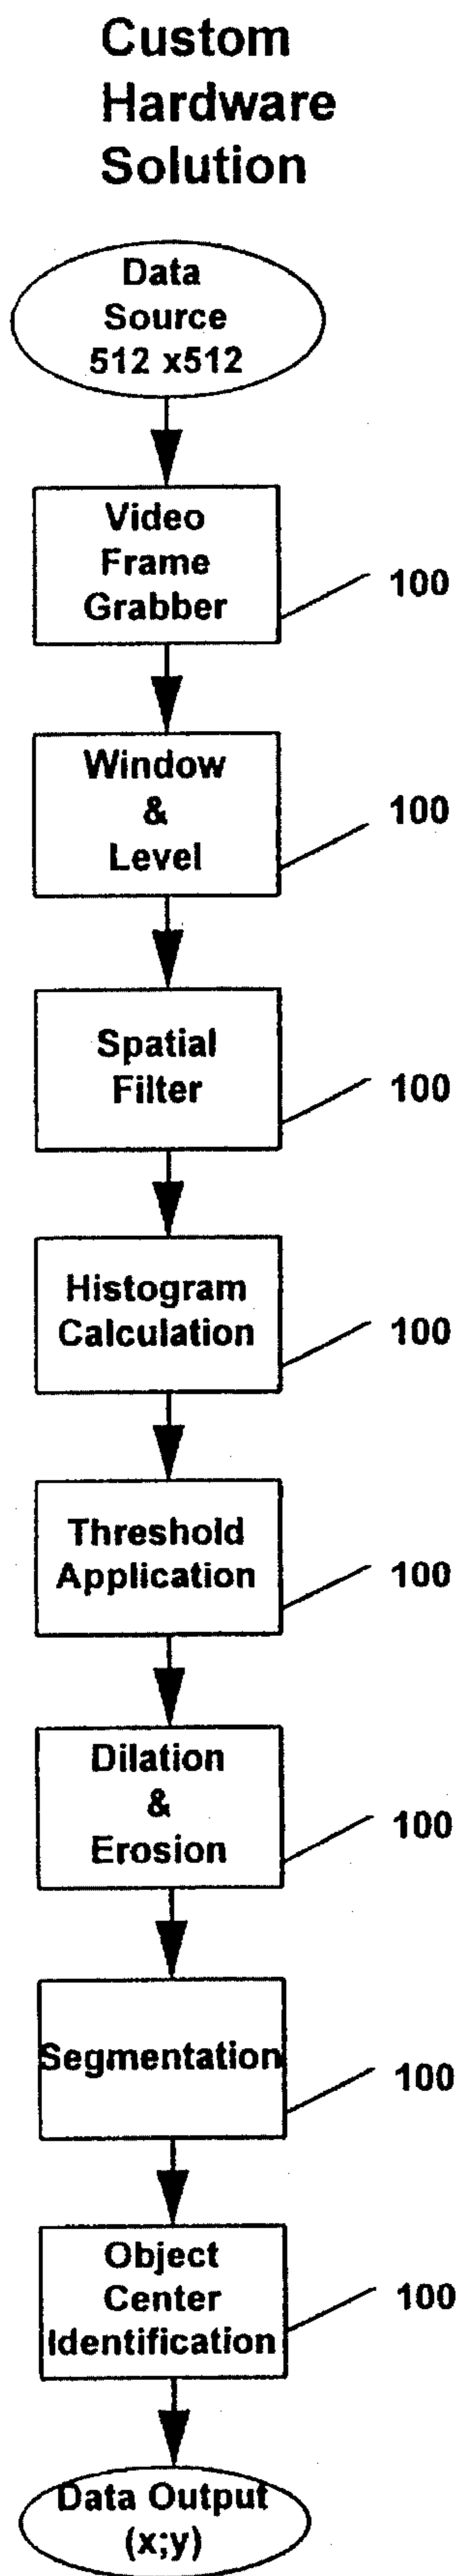 Custom
Hardware
Solution
Data
Source
512 x512
Video
Frame
Grabber
100
Window
&
Level
100
Spatial
Filter
100
Histogram
Calculation
100
Threshold
Application
100
Dilation
&
Erosion
100
Segmentation
100
Object
Center
Identification
100
Data Output
(x;y)